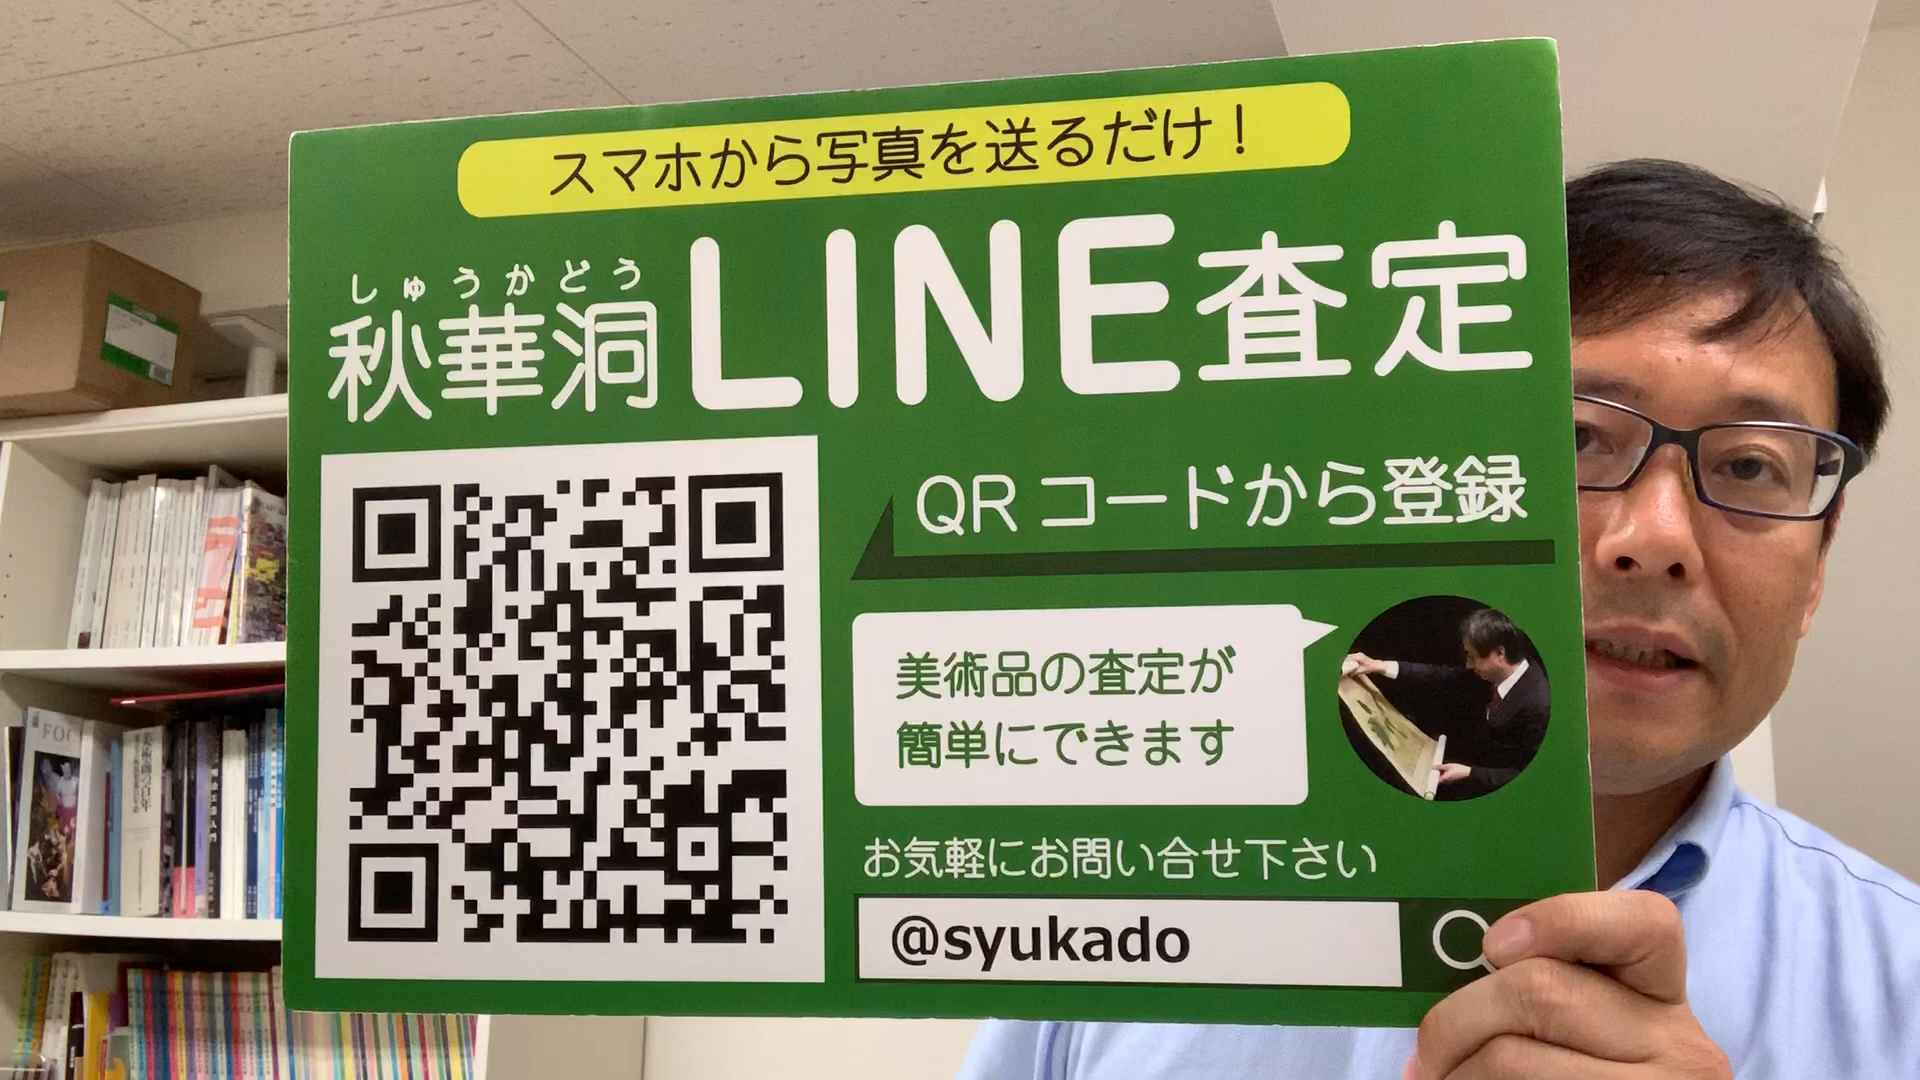 スマホから写真を送るだけ！
しゅうかどう
秋華洞LINE査定
QRコードから登録
美術品の査定が
簡単にできます
お気軽にお問い合せ下さい
@syukado